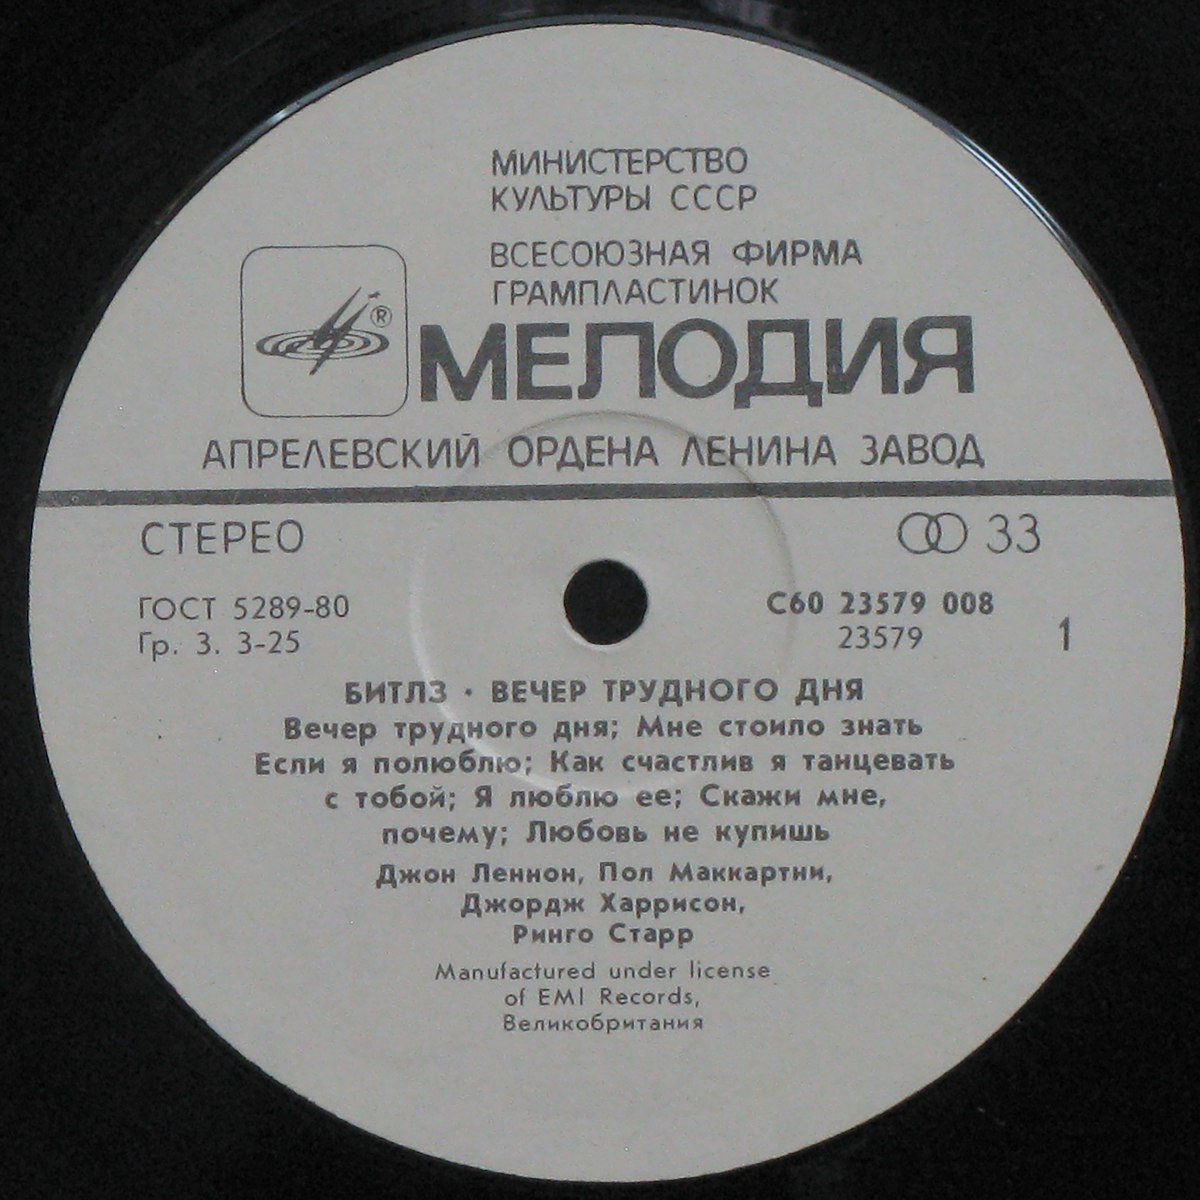 МИНИСТЕРСТВО
КУЛЬТУРЫ СССР
ВСЕСОЮЗНАЯ ФИРМА
ГРАМПЛАСТИНОК
®
МЕЛОДИЯ
АПРЕЛЕВСКИЙ ОРДЕНА ЛЕНИНА ЗАВОД
СТЕРЕО
33
ГОСТ 5289-80
С60 23579 008
Гр. 3. 3-25
23579
1
БИТЛЗ · ВЕЧЕР ТРУДНОГО ДНЯ
Вечер трудного дня; Мне стоило знать
Если я полюблю; Как счастлив я танцевать
с тобой; Я люблю ее; Скажи мне,
почему; Любовь не купишь
Джон Леннон, Пол Маккартни,
Джордж Харрисон,
Ринго Старр
Manufactured under license
of EMI Records,
Великобритания